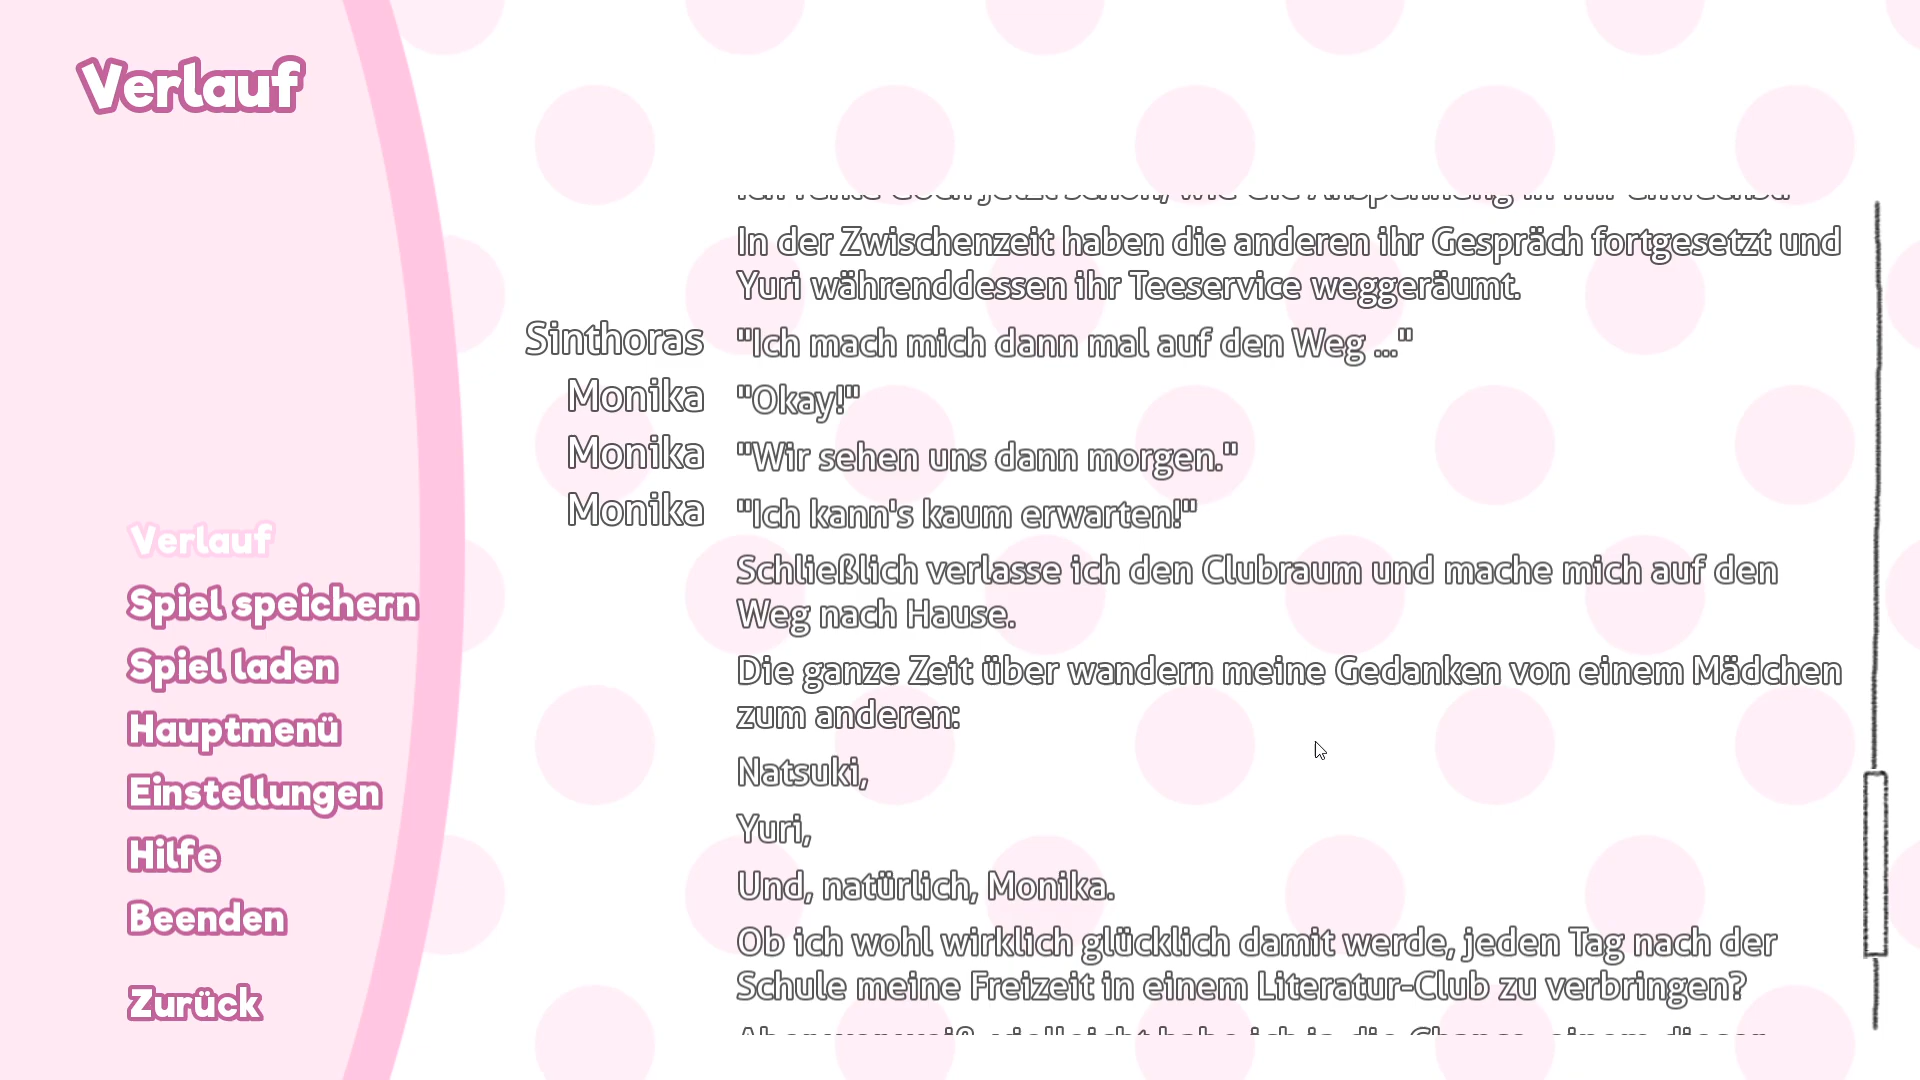 Verlauf
In der Zwischenzeit haben die anderen ihr Gespräch fortgesetzt und
Yuri währenddessen ihr Teeservice weggeräumt.
Sinthoras "Ich mach mich dann mal auf den Weg ..."
Monika "Okay!"
Monika "Wir sehen uns dann morgen."
Monika "Ich kann's kaum erwarten!"
Schließlich verlasse ich den Clubraum und mache mich auf den
Weg nach Hause.
Die ganze Zeit über wandern meine Gedanken von einem Mädchen
zum anderen:
Natsuki,
Yuri,
Und, natürlich, Monika.
Ob ich wohl wirklich glücklich damit werde, jeden Tag nach der
Schule meine Freizeit in einem Literatur-Club zu verbringen?
Verlauf
Spiel speichern
Spiel laden
Hauptmenü
Einstellungen
Hilfe
Beenden
Zurück